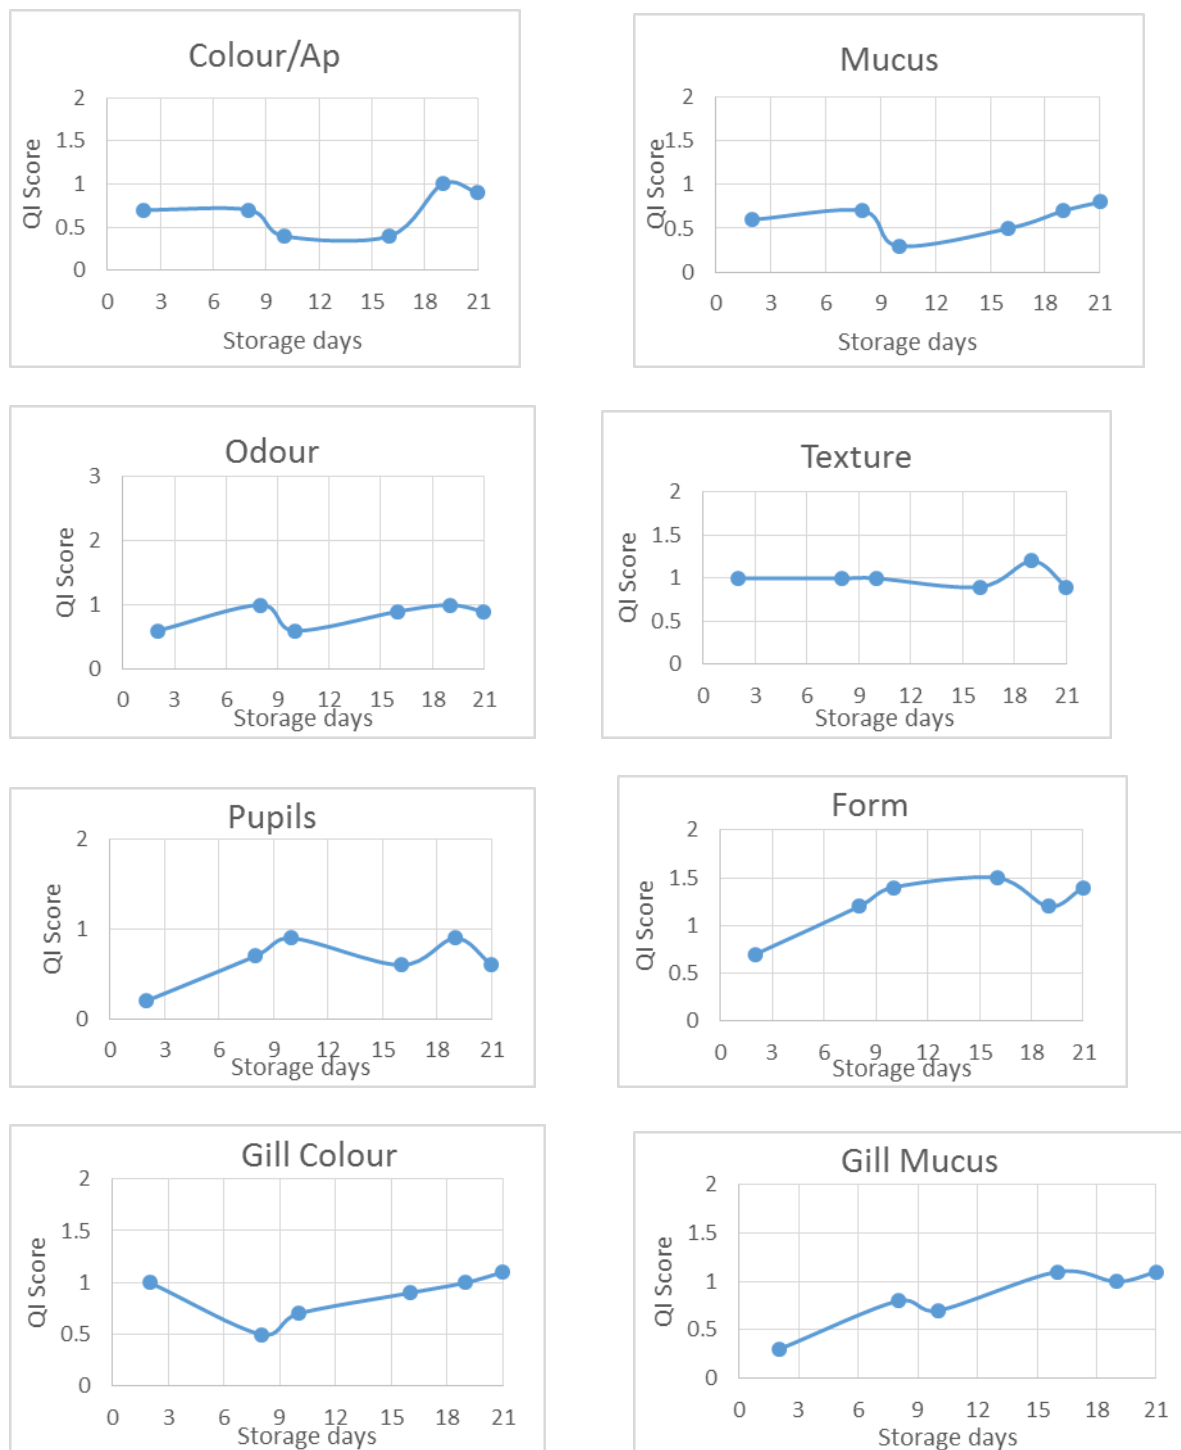 Colour/Ap
2
1.5
1
0.5
0
QI Score
0 3 6 9 12 15 18 21
Storage days
Mucus
2
1.5
1
0.5
0
QI Score
0 3 6 9 12 15 18 21
Storage days
Odour
3
2
1
0
QI Score
0 3 6 9 12 15 18 21
Storage days
Texture
2
1.5
1
0.5
0
QI Score
0 3 6 9 12 15 18 21
Storage days
Pupils
2
1
0
QI Score
0 3 6 9 12 15 18 21
Storage days
Form
2
1.5
1
0.5
0
QI Score
0 3 6 9 12 15 18 21
Storage days
Gill Colour
2
1.5
1
0.5
0
QI Score
0 3 6 9 12 15 18 21
Storage days
Gill Mucus
2
1.5
1
0.5
0
QI Score
0 3 6 9 12 15 18 21
Storage days